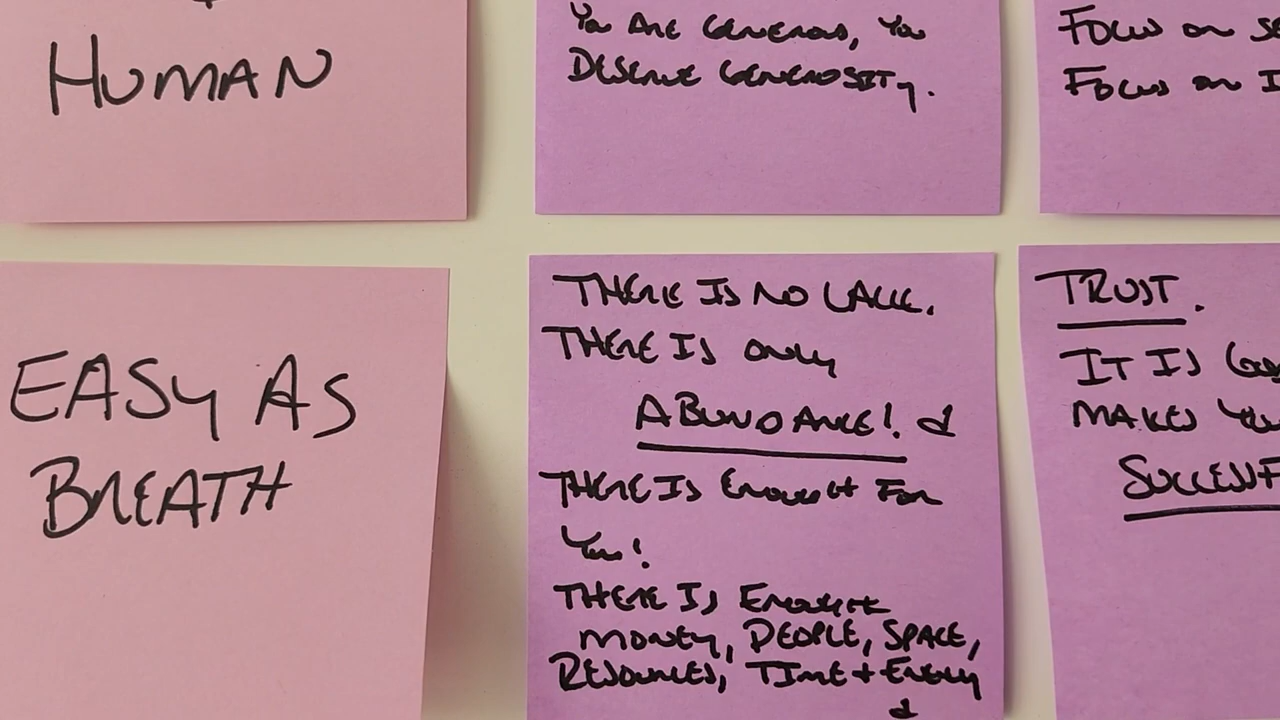 HUMAN
YOU ARE GENEROUS, YOU
DESERVE GENEROSITY.
FOCUS ON
FOCUS ON
EASY AS
BREATH
THERE IS NO LACK.
THERE IS ONLY
ABUNDANCE! &
THERE IS ENOUGH FOR
YOU!
THERE IS ENOUGH
MONEY, PEOPLE, SPACE,
RESOURCES, TIME + ENERGY
&
TRUST.
IT IS
MAKES YOU
SUCCESSF